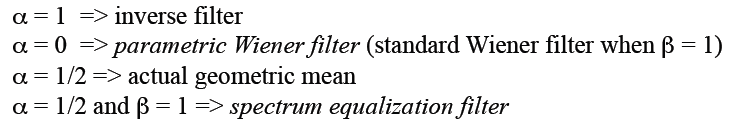 α = 1 => inverse filter
α = 0 => parametric Wiener filter (standard Wiener filter when β = 1)
α = 1/2 => actual geometric mean
α = 1/2 and β = 1 => spectrum equalization filter